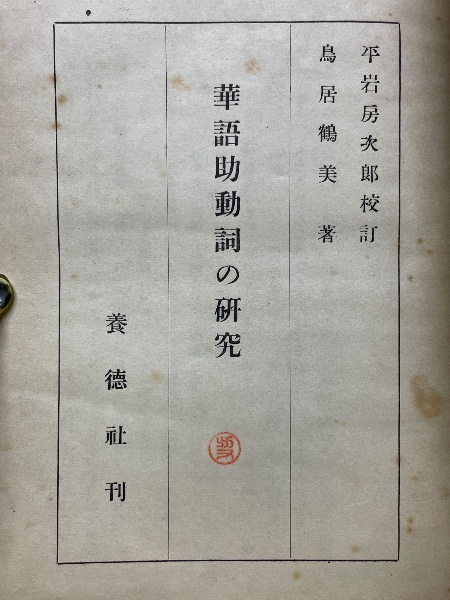 平岩房次郎校訂
鳥居鶴美著
華語助動詞の研究
養德社刊